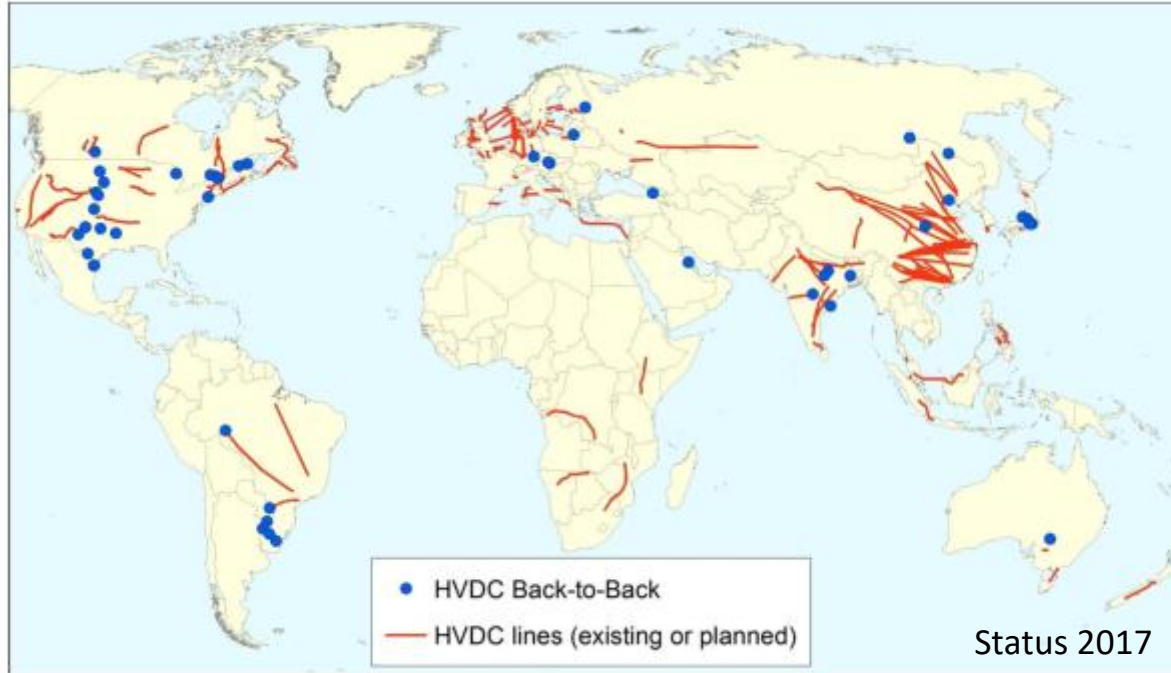 HVDC Back-to-Back
HVDC lines (existing or planned)
Status 2017